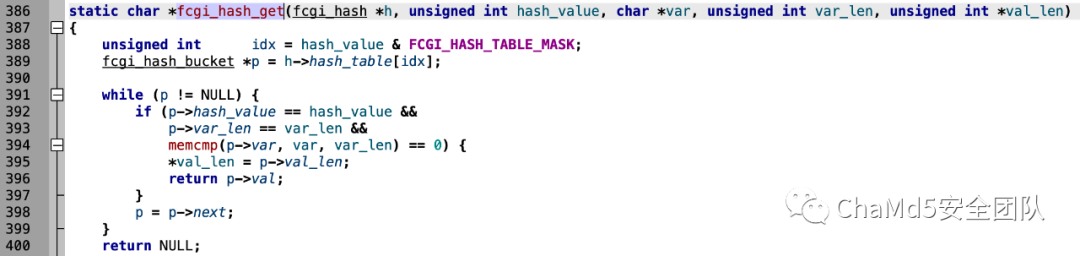 386 static char *fcgi_hash_get(fcgi_hash *h, unsigned int hash_value, char *var, unsigned int var_len, unsigned int *val_len)
387 {
388     unsigned int      idx = hash_value & FCGI_HASH_TABLE_MASK;
389     fcgi_hash_bucket *p = h->hash_table[idx];
390
391     while (p != NULL) {
392         if (p->hash_value == hash_value &&
393             p->var_len == var_len &&
394             memcmp(p->var, var, var_len) == 0) {
395             *val_len = p->val_len;
396             return p->val;
397         }
398         p = p->next;
399     }
400     return NULL;
ChaMd5安全团队